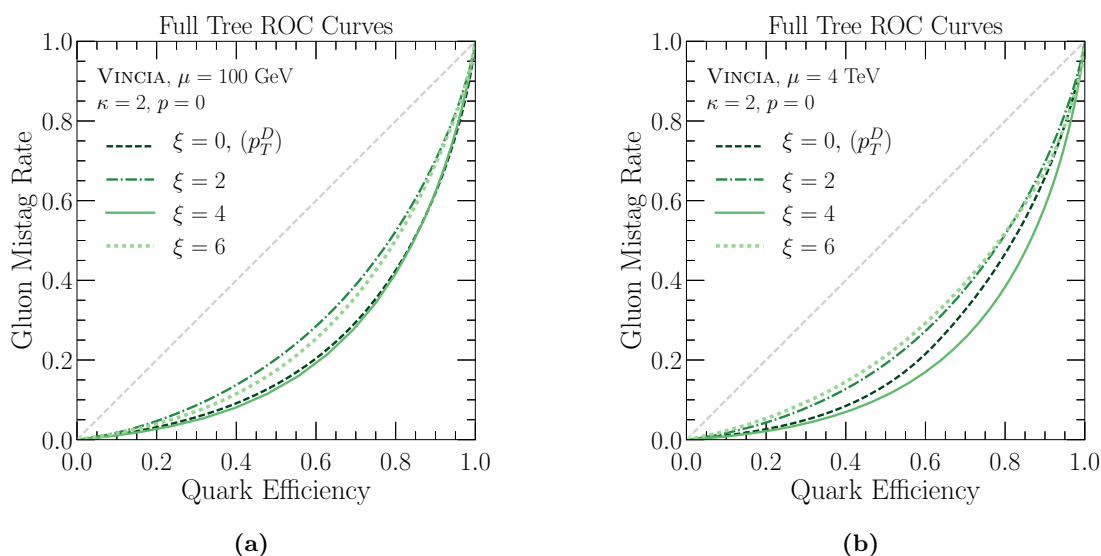 Full Tree ROC Curves
VINCIA, μ = 100 GeV
κ = 2, p = 0
ξ = 0, (p_T^D)
ξ = 2
ξ = 4
ξ = 6
Gluon Mistag Rate
1.0
0.8
0.6
0.4
0.2
0.0
0.0 0.2 0.4 0.6 0.8 1.0
Quark Efficiency
(a)
Full Tree ROC Curves
VINCIA, μ = 4 TeV
κ = 2, p = 0
ξ = 0, (p_T^D)
ξ = 2
ξ = 4
ξ = 6
Gluon Mistag Rate
1.0
0.8
0.6
0.4
0.2
0.0
0.0 0.2 0.4 0.6 0.8 1.0
Quark Efficiency
(b)